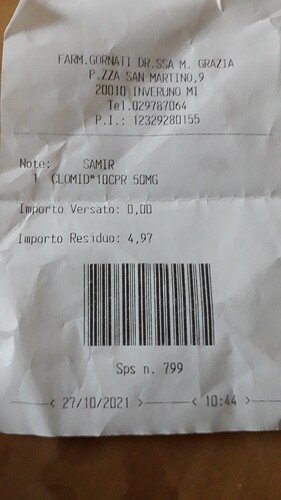 FARM.GORNATI DR.SSA M. GRAZIA
P.ZZA SAN MARTINO,9
20010 INVERUNO MI
Tel.029787064
P.I.: 12329280155
Note: SAMIR
1 CLOMID*10CPR 50MG
Importo Versato: 0,00
Importo Residuo: 4,97
Sps n. 799
< 27/10/2021 > < 10:44 >